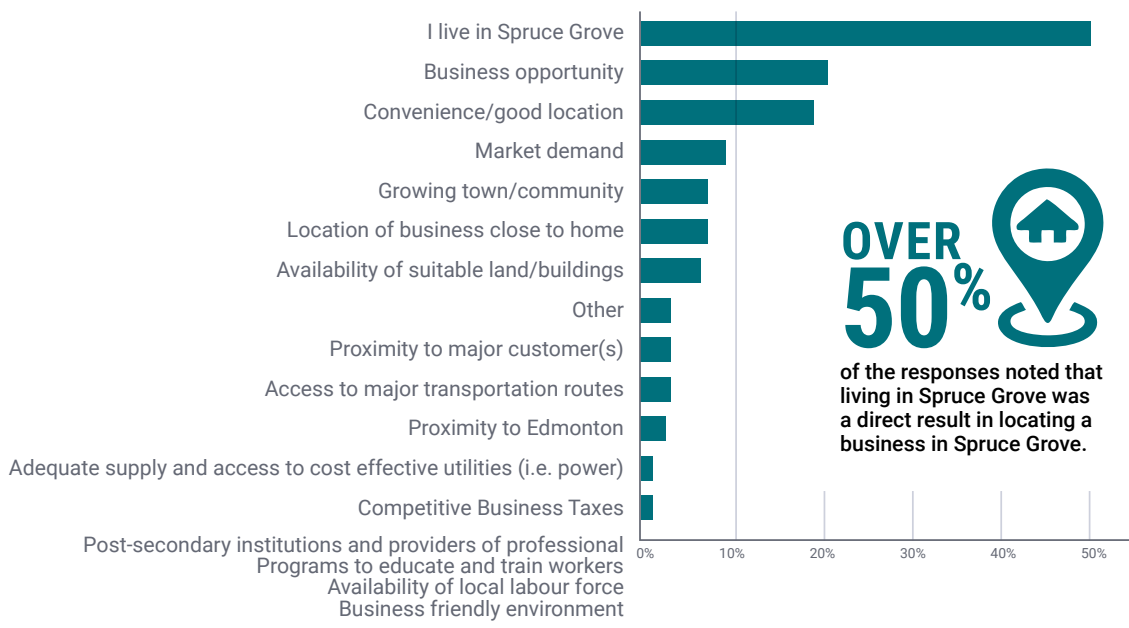 I live in Spruce Grove
Business opportunity
Convenience/good location
Market demand
Growing town/community
Location of business close to home
Availability of suitable land/buildings
Other
Proximity to major customer(s)
Access to major transportation routes
Proximity to Edmonton
Adequate supply and access to cost effective utilities (i.e. power)
Competitive Business Taxes
Post-secondary institutions and providers of professional
Programs to educate and train workers
Availability of local labour force
Business friendly environment
0% 10% 20% 30% 40% 50%
OVER
50%
of the responses noted that
living in Spruce Grove was
a direct result in locating a
business in Spruce Grove.